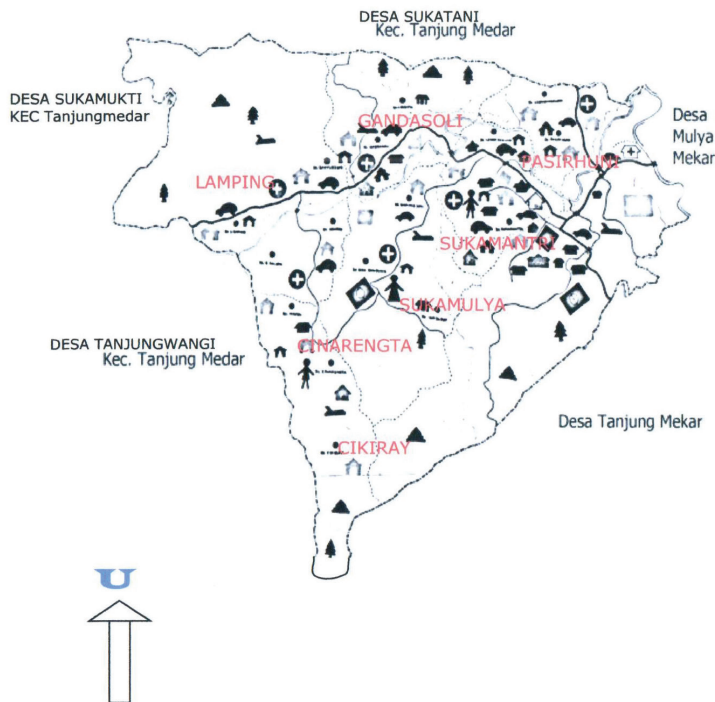 DESA SUKATANI
Kec. Tanjung Medar
DESA SUKAMUKTI
KEC Tanjungmedar
Desa
Mulya
Mekar
GANDASOLI
PASIRHUNI
LAMPING
SUKAMANTRI
SUKAMULYA
DESA TANJUNGWANGI
Kec. Tanjung Medar
CINARENGTA
Desa Tanjung Mekar
CIKIRAY
U